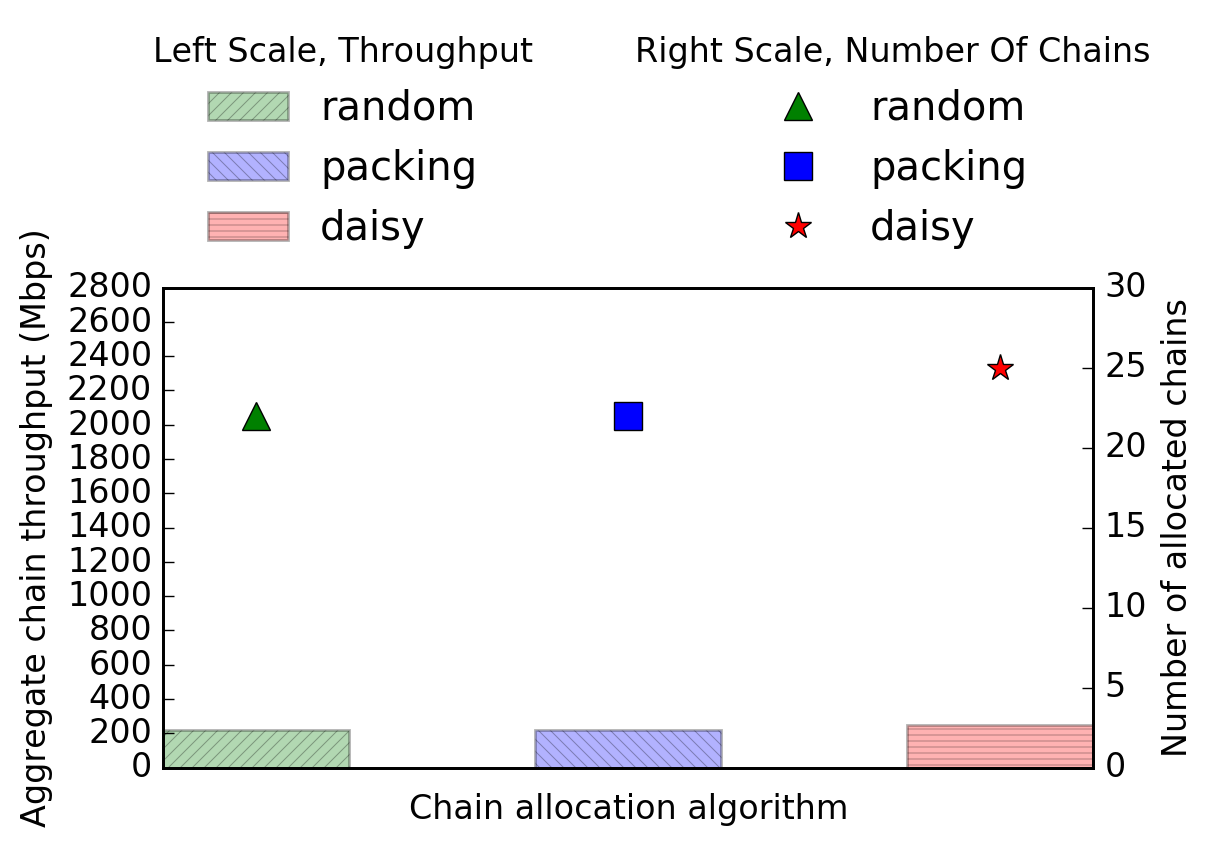 Left Scale, Throughput
random
packing
daisy
Right Scale, Number Of Chains
random
packing
daisy
Aggregate chain throughput (Mbps)
2800
2600
2400
2200
2000
1800
1600
1400
1200
1000
800
600
400
200
0
30
25
20
15
10
5
0
Number of allocated chains
Chain allocation algorithm